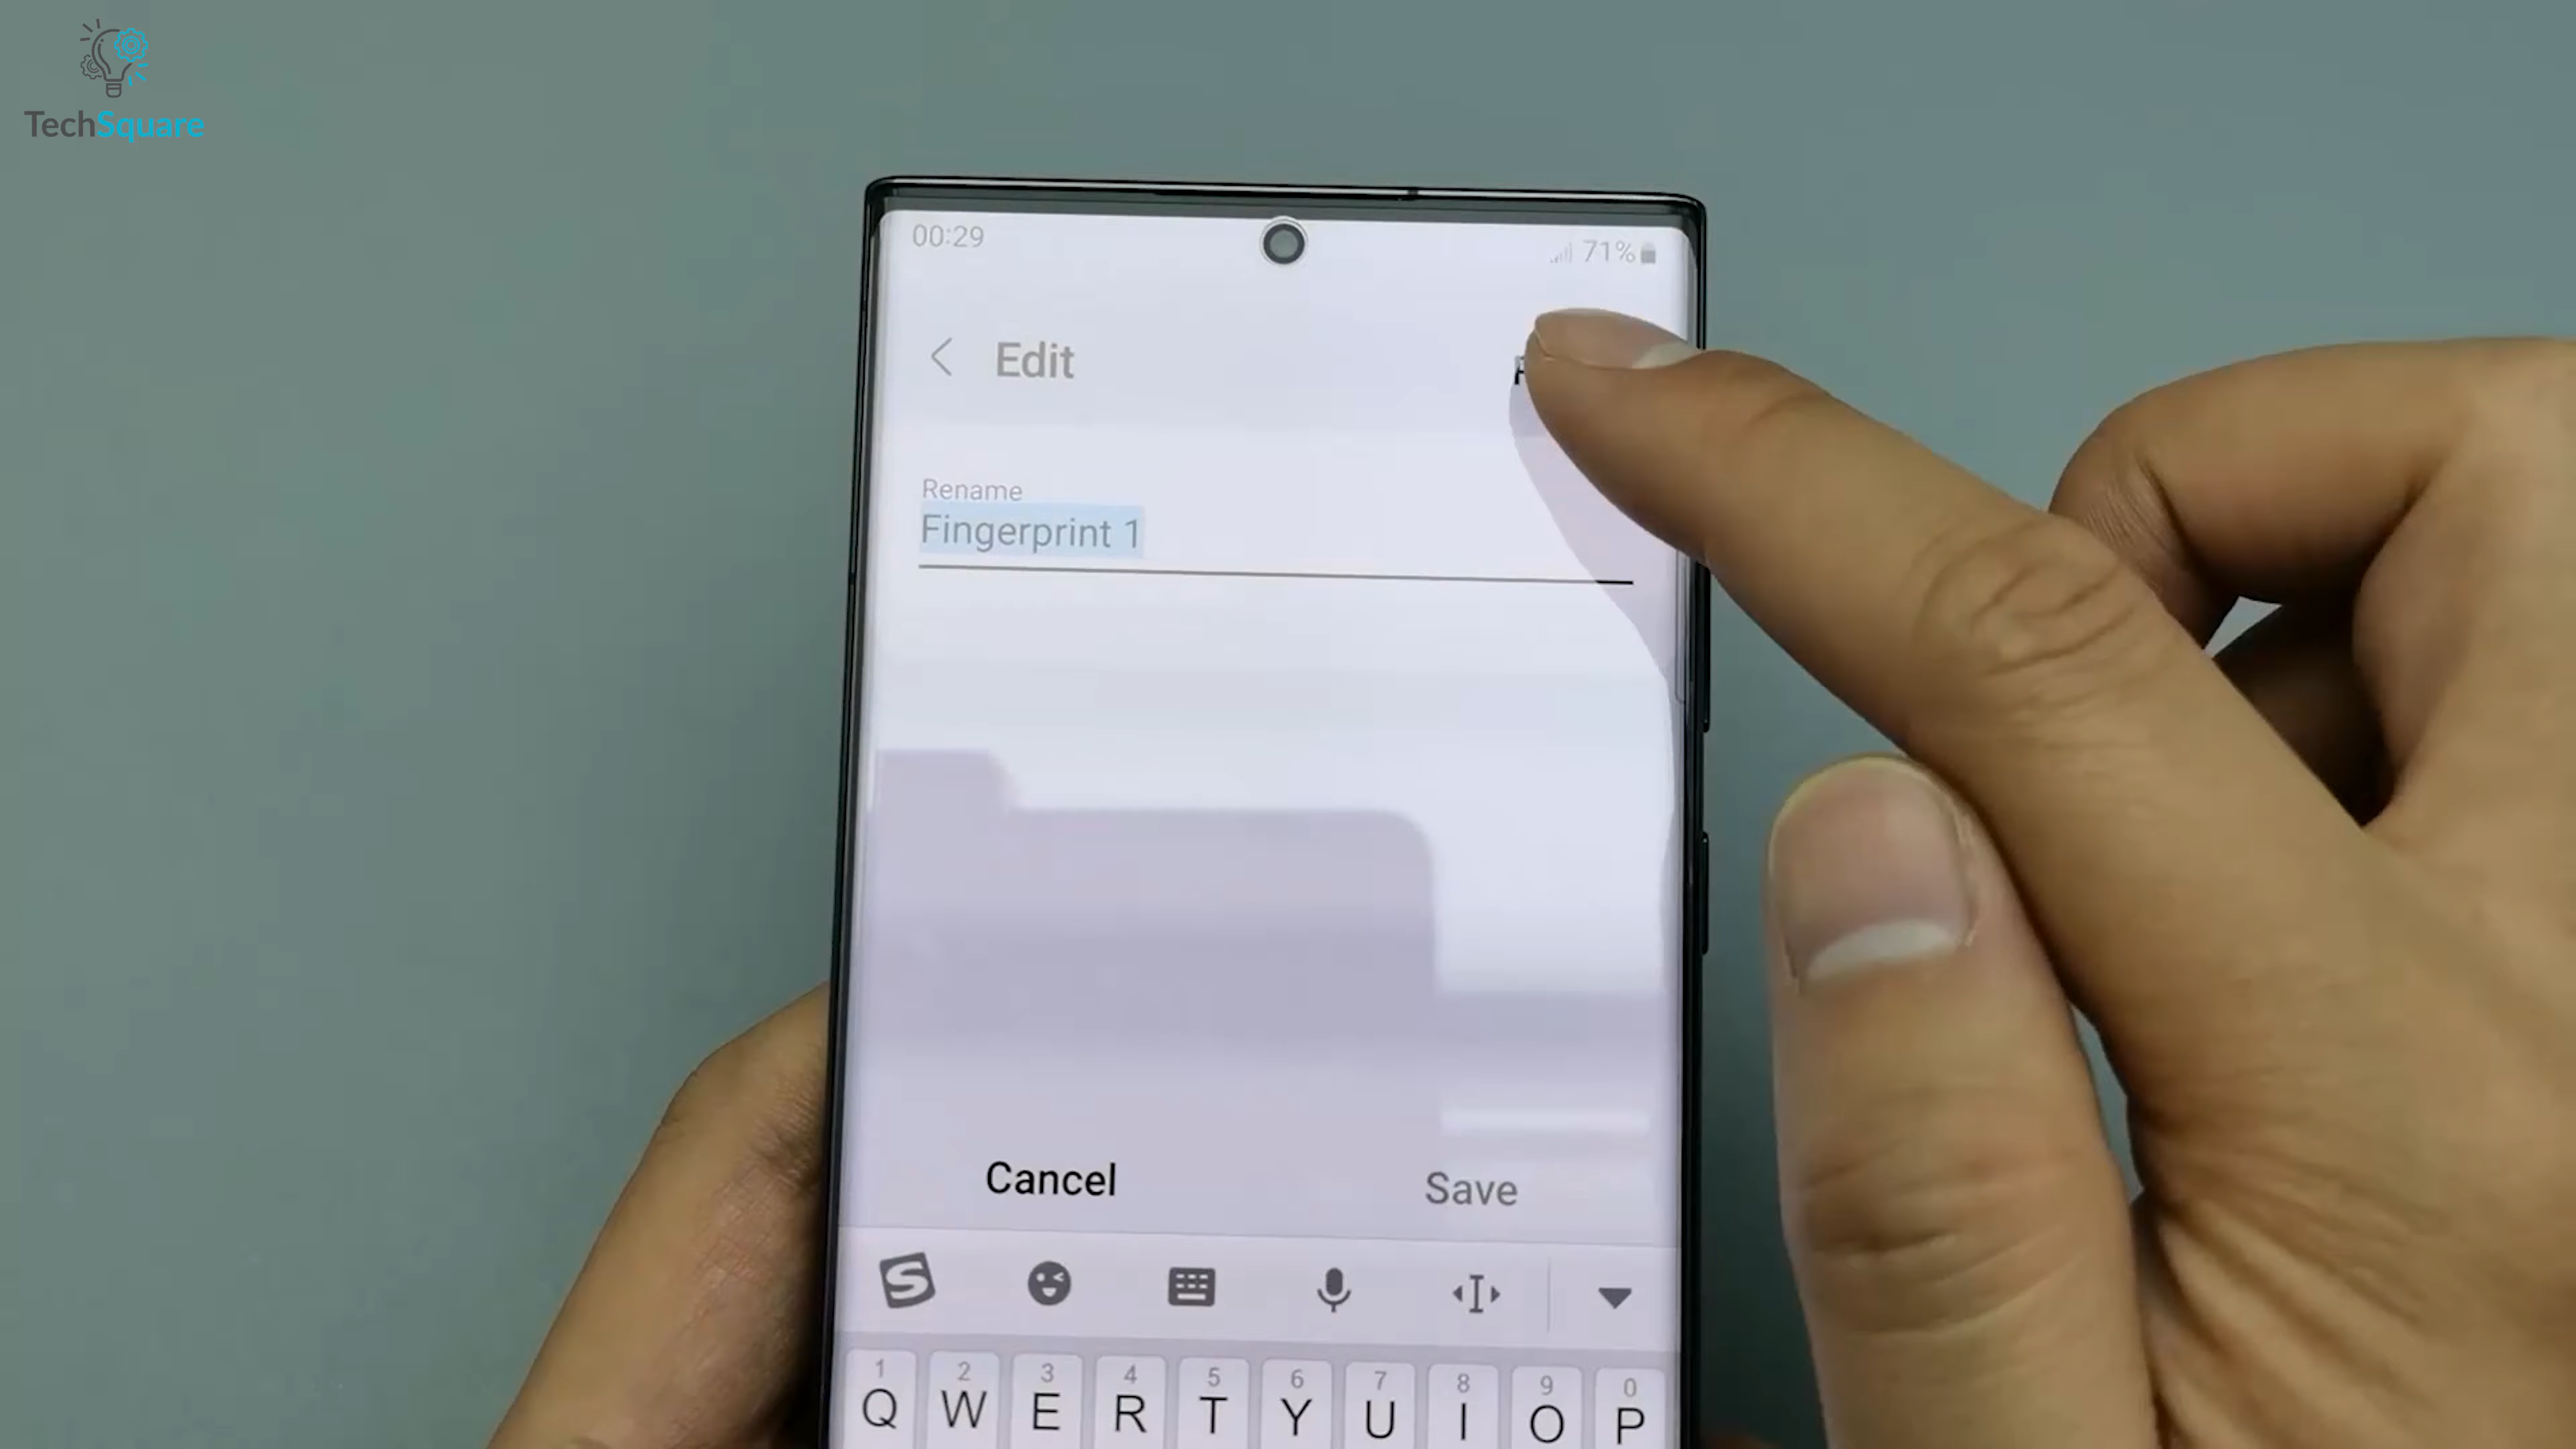 TechSquare
00:29
71%
Edit
Rename
Fingerprint 1
Cancel
Save
1 2 3 4 5 6 7 8 9 0
Q W E R T Y U I O P